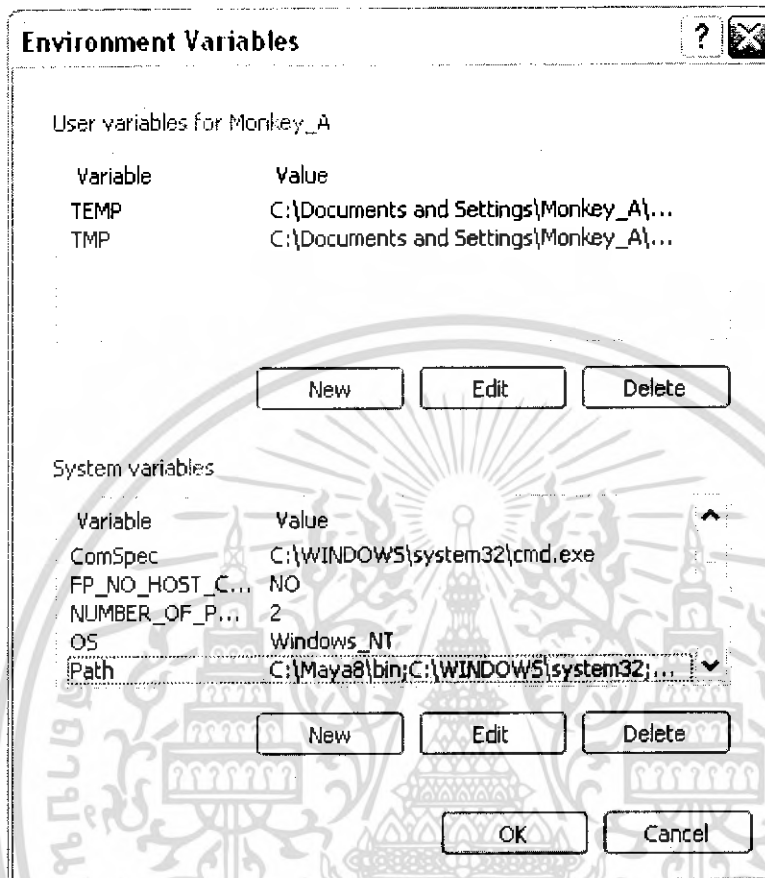 Environment Variables
User variables for Monkey_A
Variable Value
TEMP C:\Documents and Settings\Monkey_A\...
TMP C:\Documents and Settings\Monkey_A\...
New Edit Delete
System variables
Variable Value
ComSpec C:\WINDOWS\system32\cmd.exe
FP_NO_HOST_C... NO
NUMBER_OF_P... 2
OS Windows_NT
Path C:\Maya8\bin;C:\WINDOWS\system32;...
New Edit Delete
OK Cancel